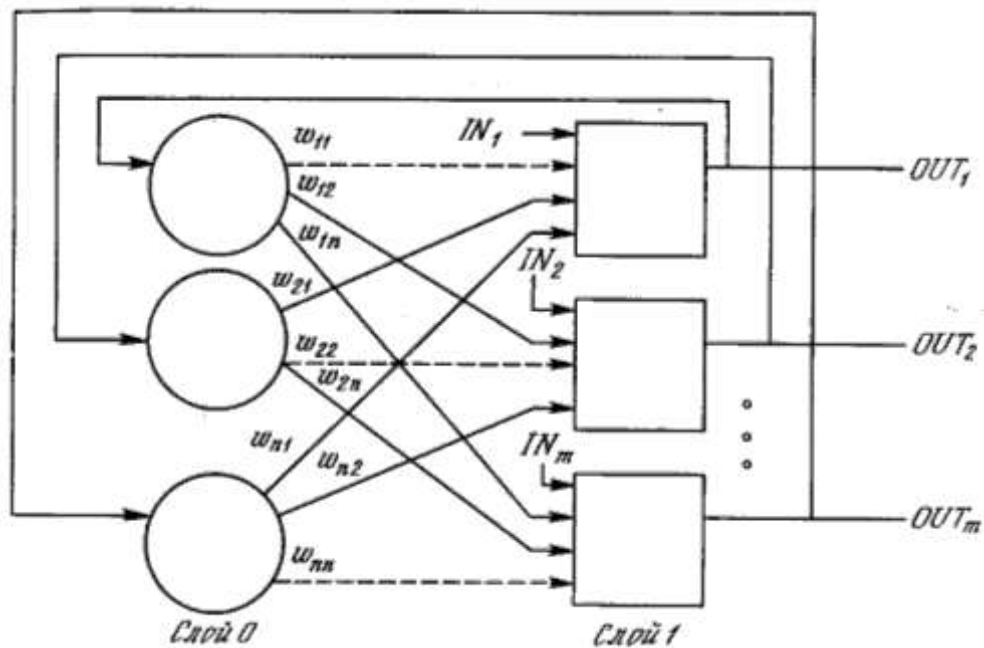 w11
IN1
OUT1
w12
w1n
IN2
w21
w22
OUT2
w2n
wn1
wn2
INm
OUTm
wnn
Слой 0
Слой 1